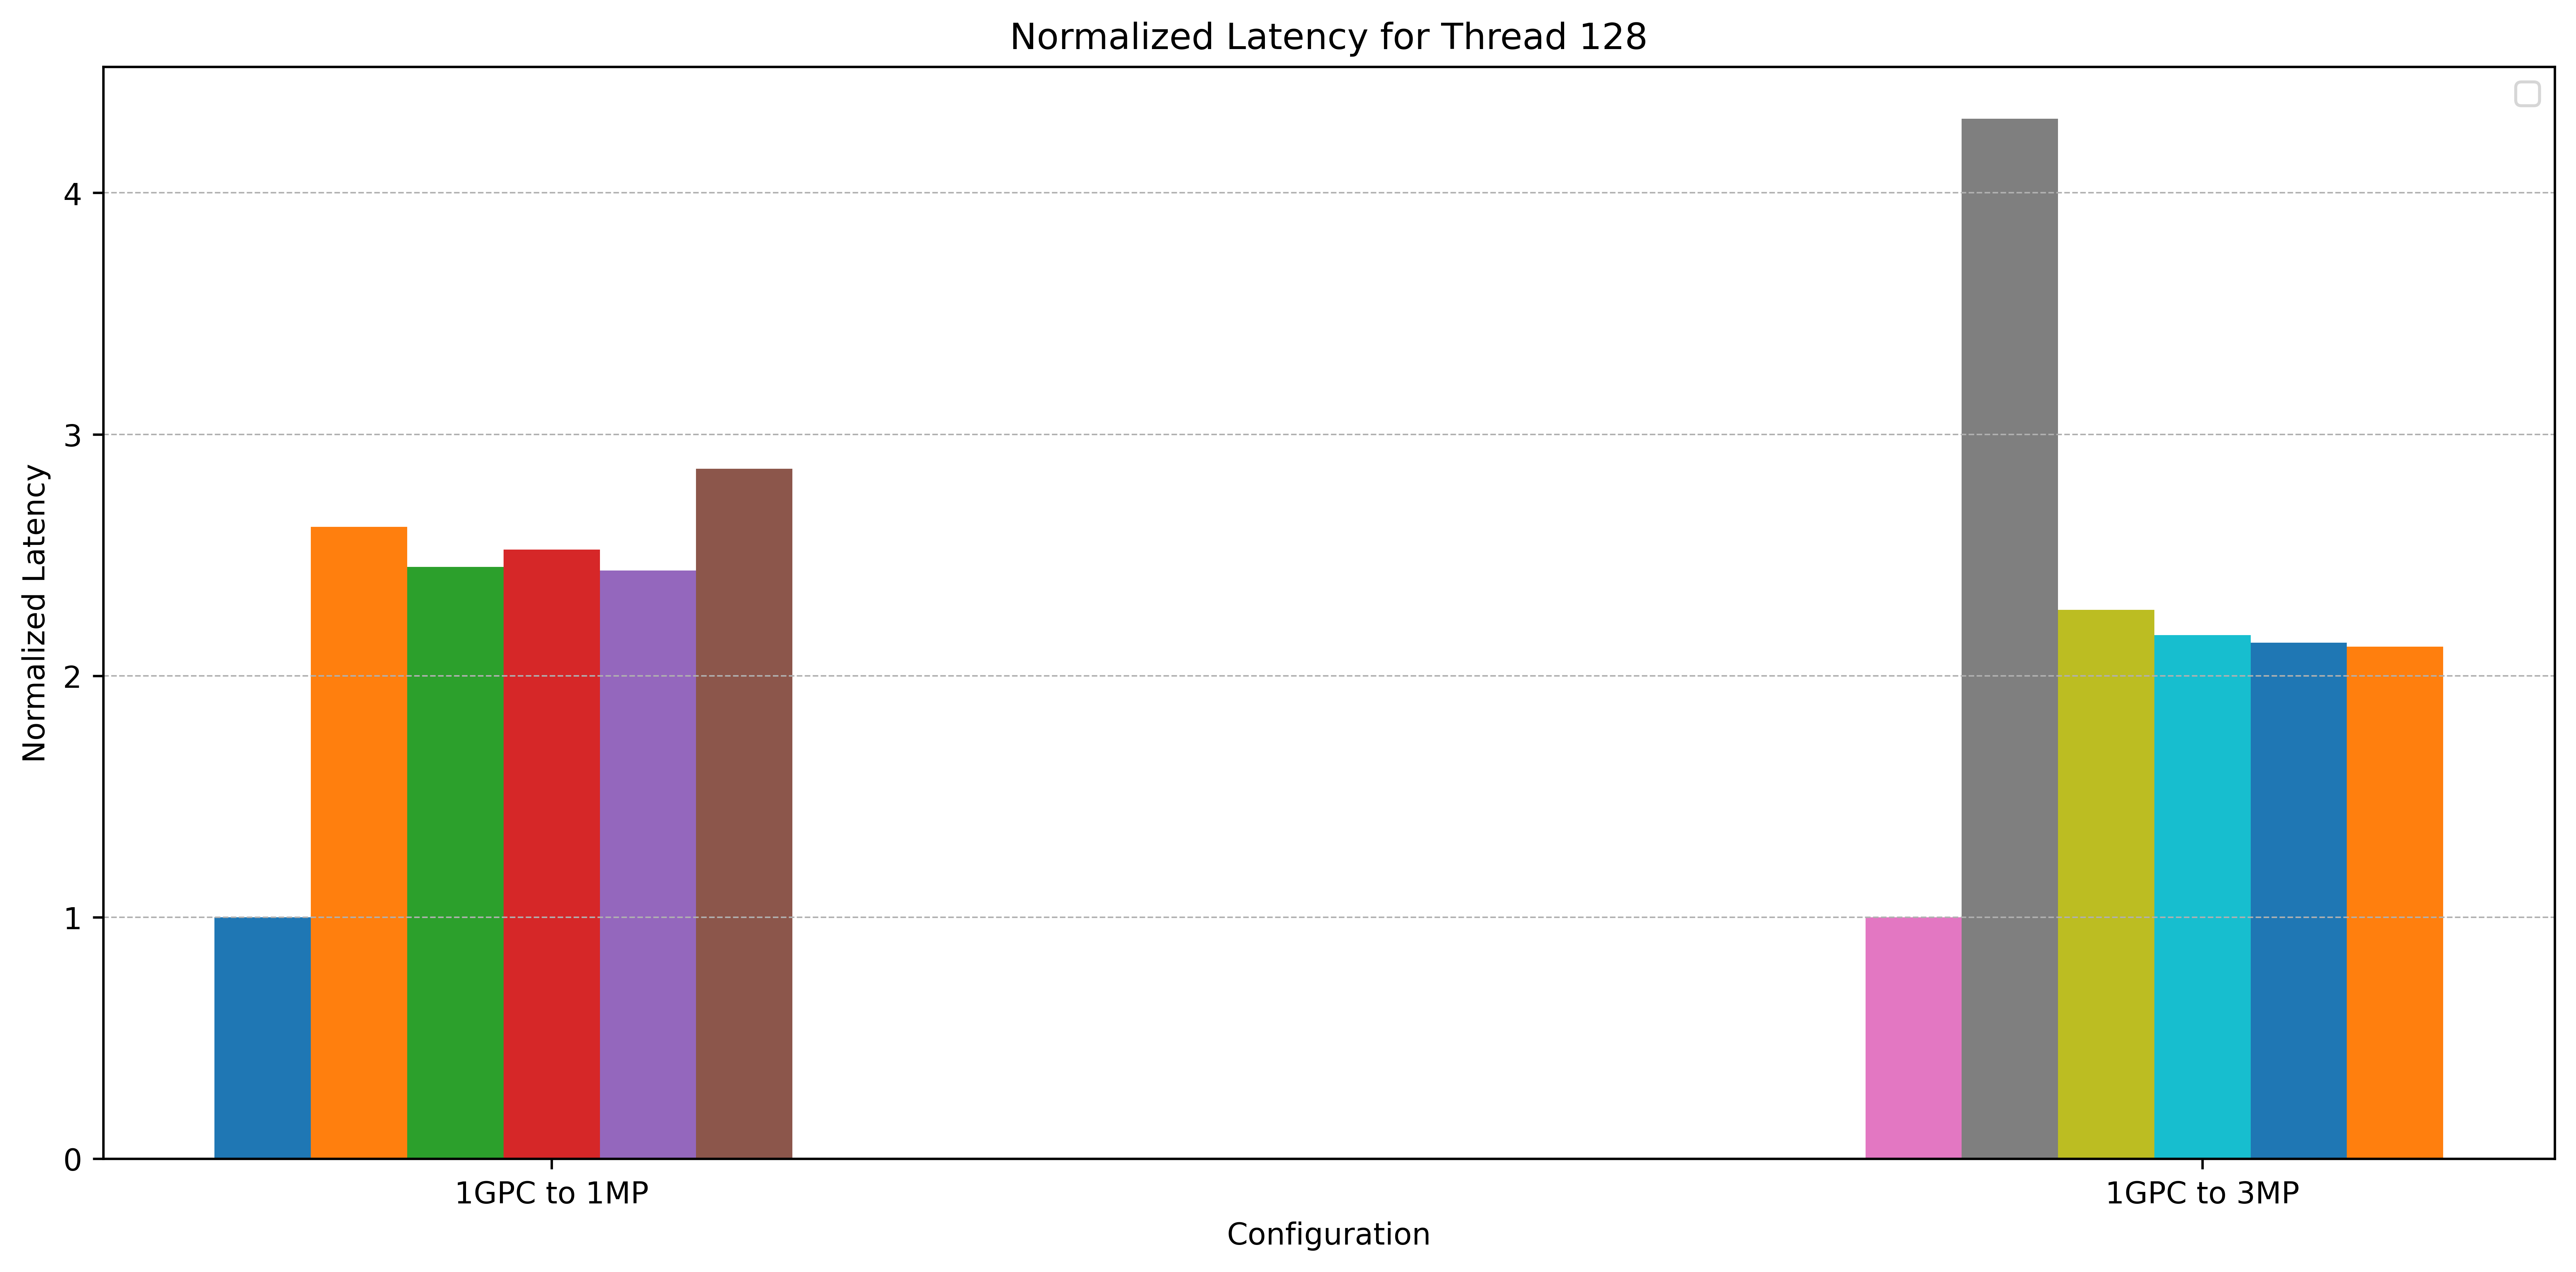 Normalized Latency for Thread 128
Normalized Latency
4
3
2
1
0
1GPC to 1MP
1GPC to 3MP
Configuration